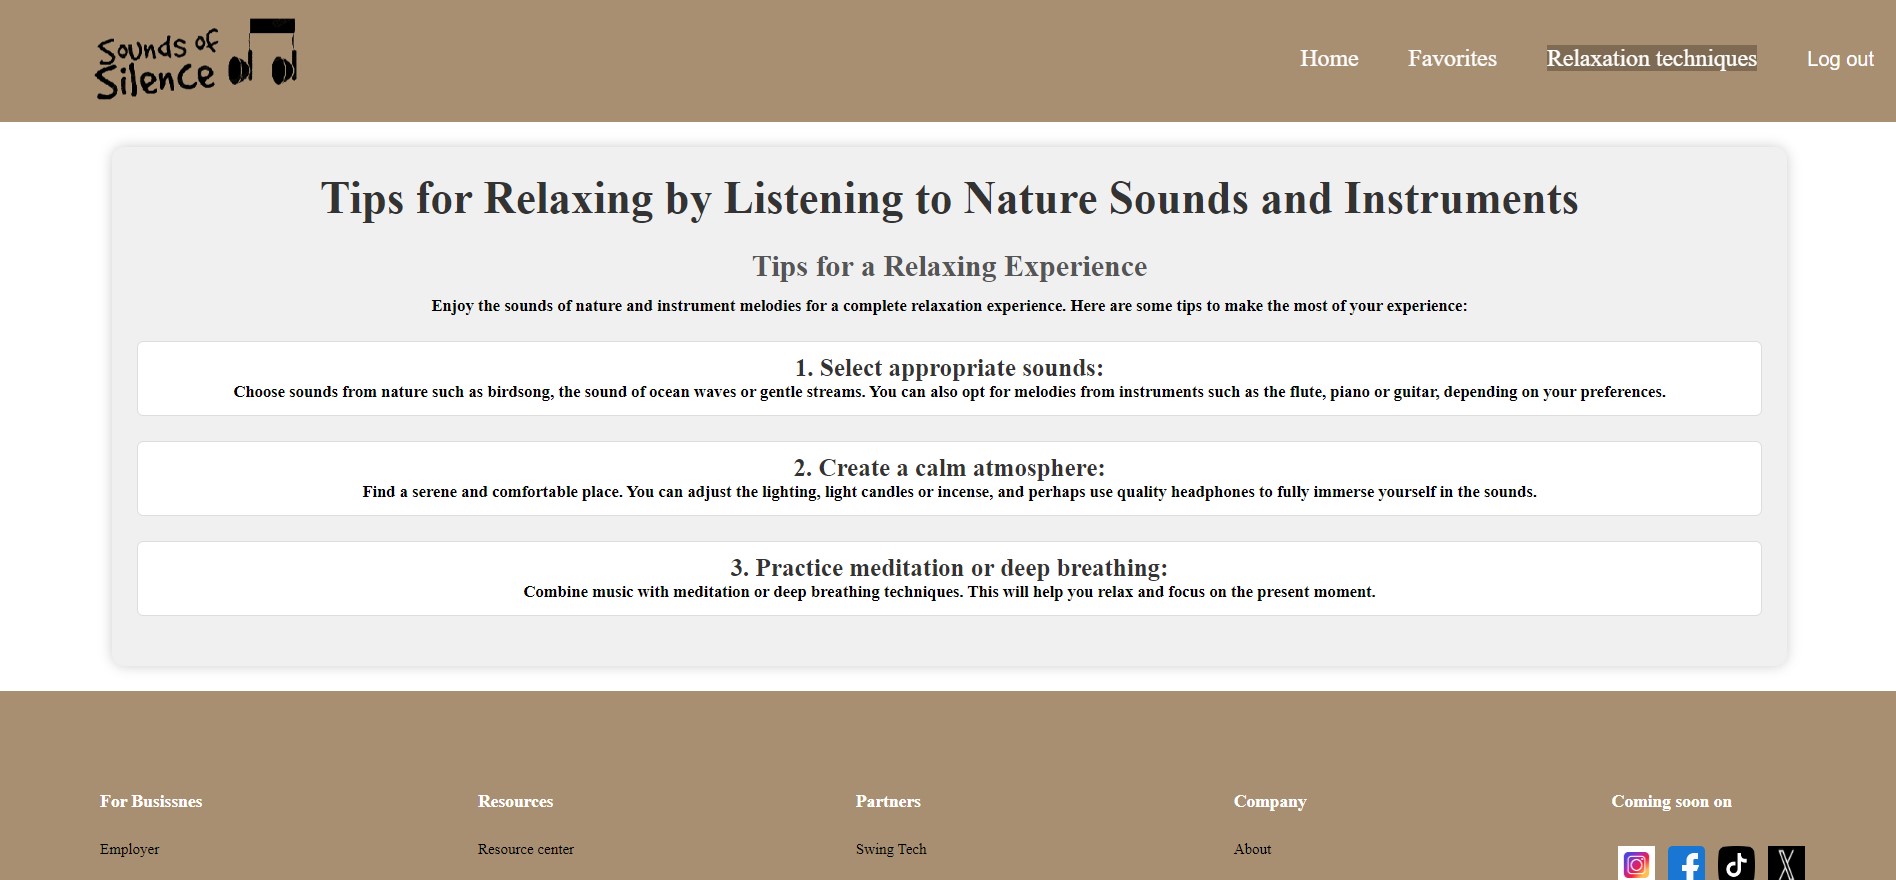 Sounds of
Silence
Home Favorites Relaxation techniques Log out
Tips for Relaxing by Listening to Nature Sounds and Instruments
Tips for a Relaxing Experience
Enjoy the sounds of nature and instrument melodies for a complete relaxation experience. Here are some tips to make the most of your experience:
1. Select appropriate sounds:
Choose sounds from nature such as birdsong, the sound of ocean waves or gentle streams. You can also opt for melodies from instruments such as the flute, piano or guitar, depending on your preferences.
2. Create a calm atmosphere:
Find a serene and comfortable place. You can adjust the lighting, light candles or incense, and perhaps use quality headphones to fully immerse yourself in the sounds.
3. Practice meditation or deep breathing:
Combine music with meditation or deep breathing techniques. This will help you relax and focus on the present moment.
For Busissnes Resources Partners Company Coming soon on
Employer Resource center Swing Tech About